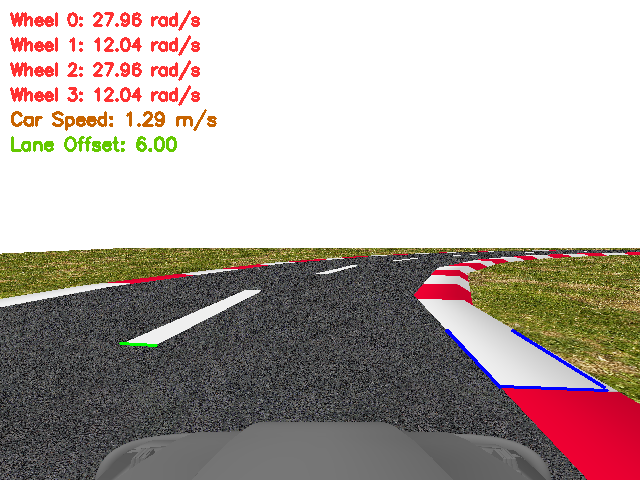 Wheel 0: 27.96 rad/s
Wheel 1: 12.04 rad/s
Wheel 2: 27.96 rad/s
Wheel 3: 12.04 rad/s
Car Speed: 1.29 m/s
Lane Offset: 6.00